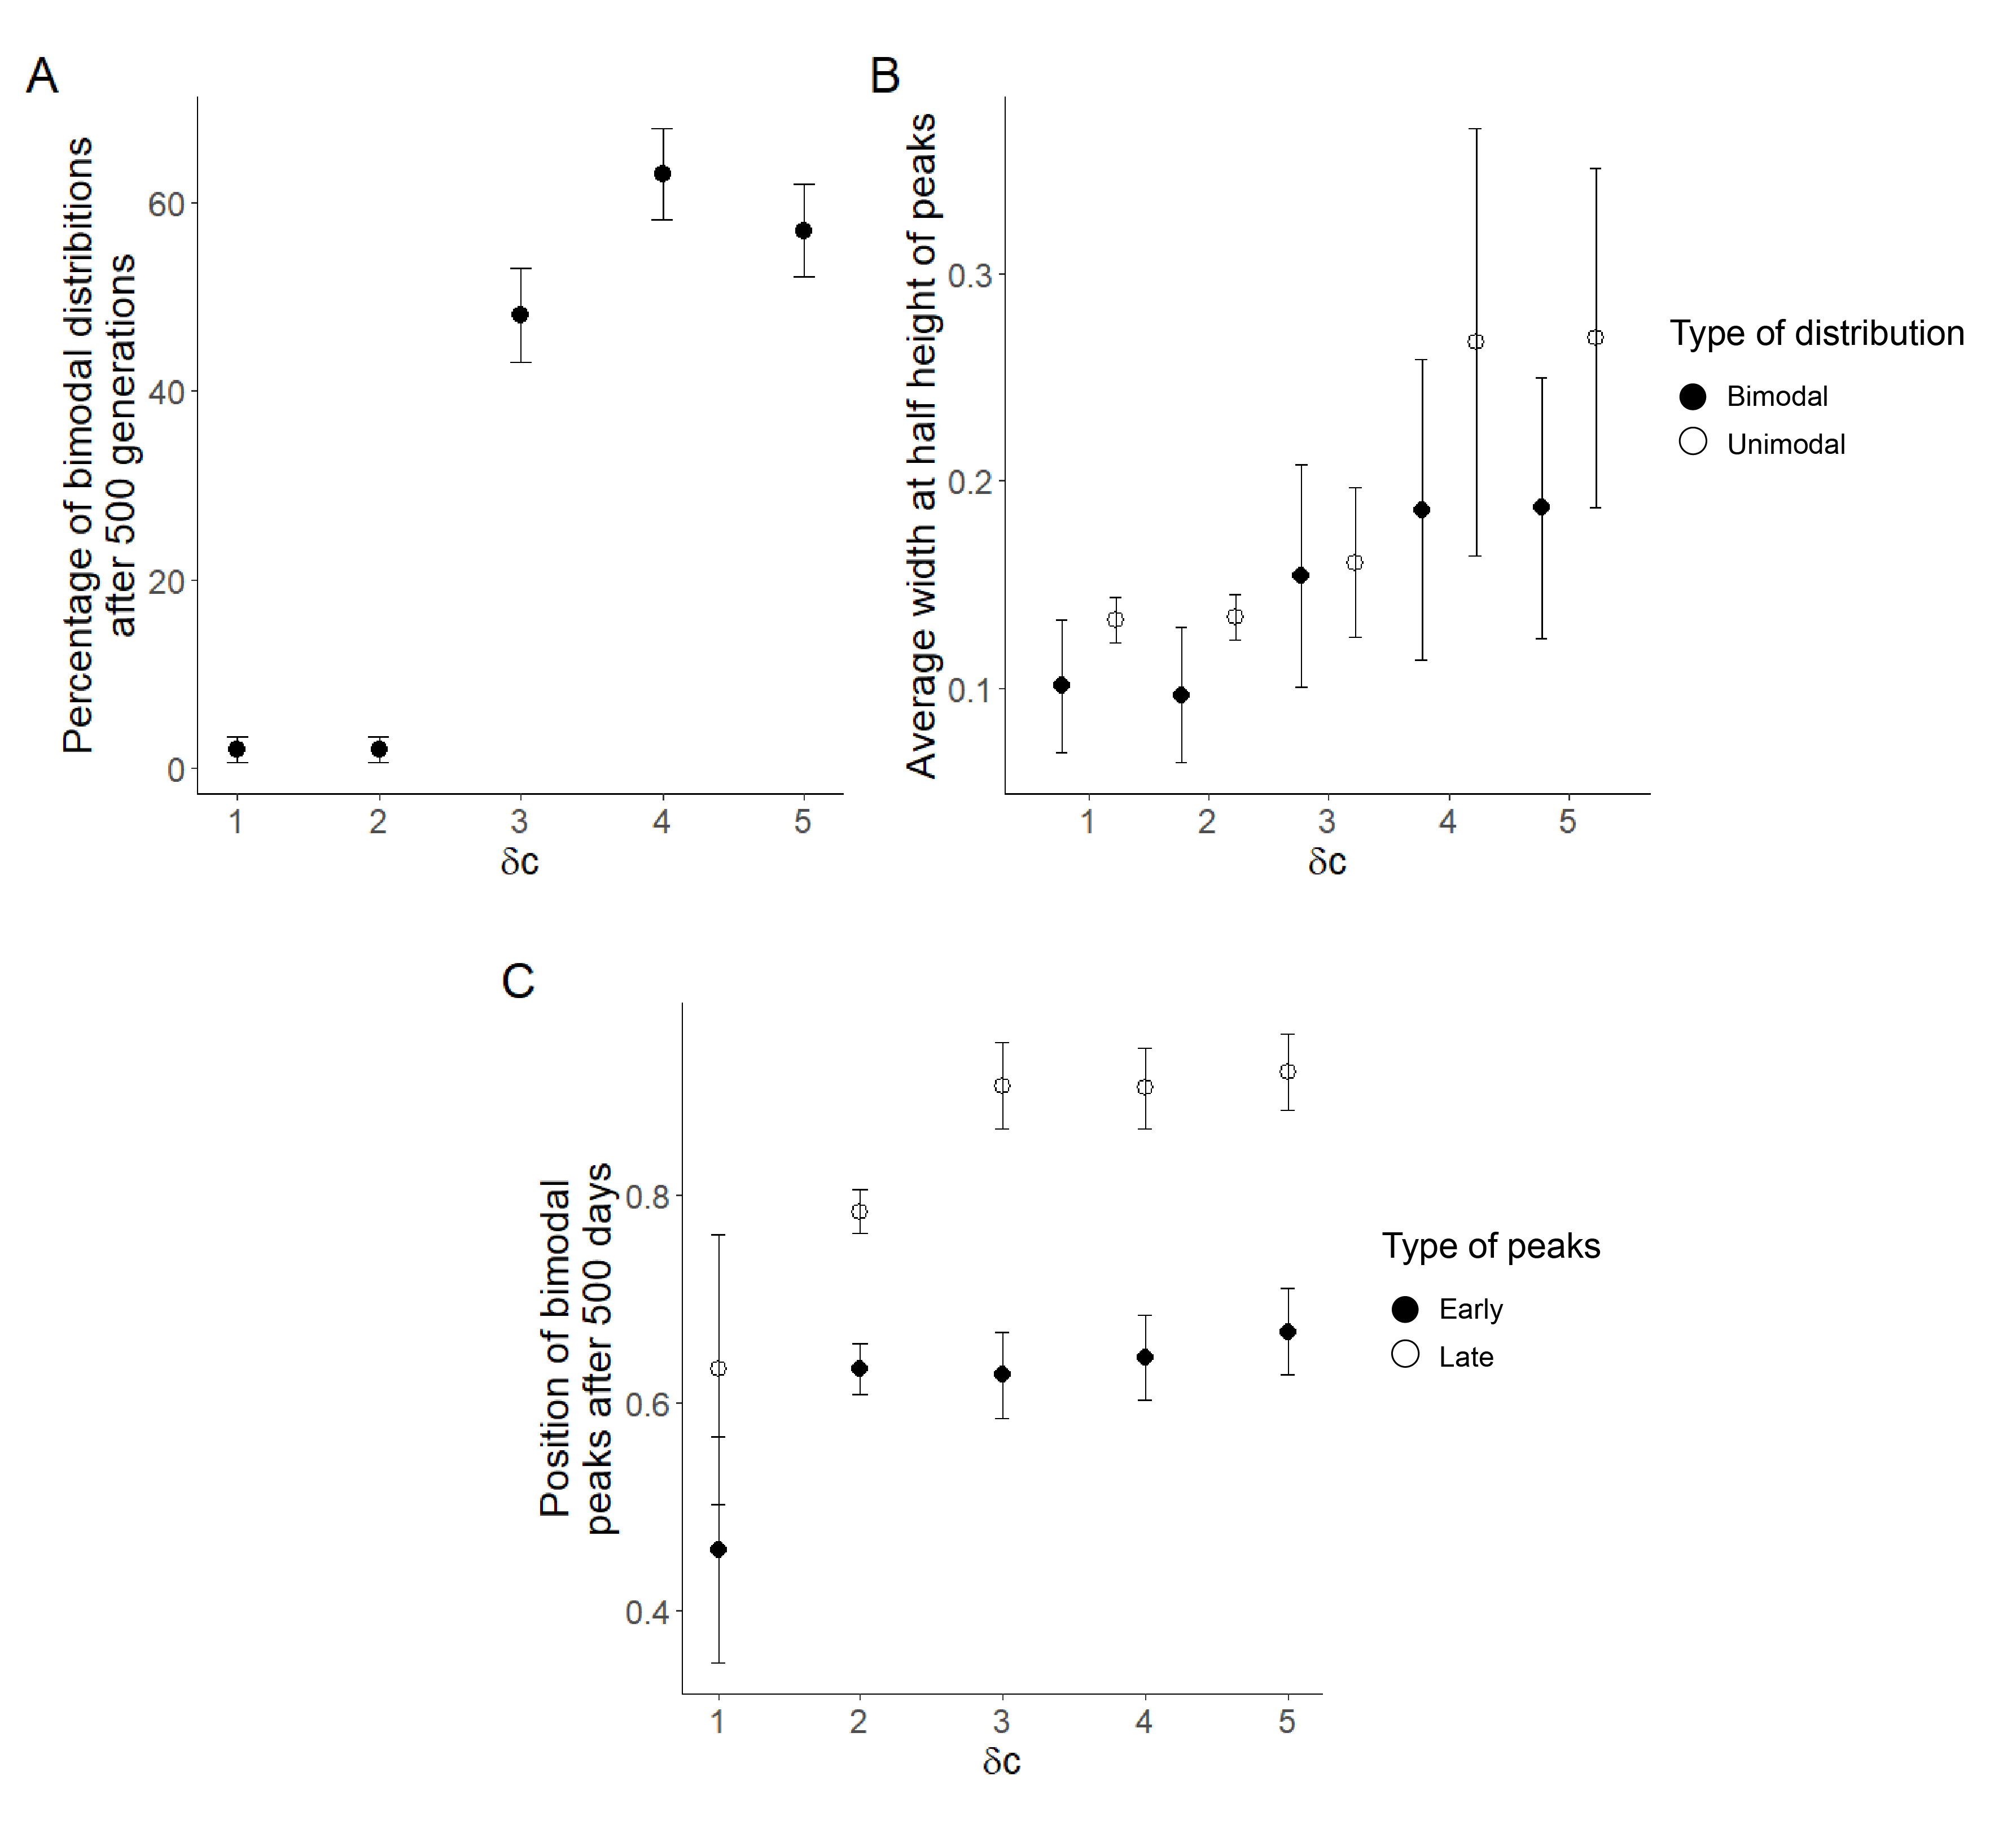 A
Percentage of bimodal distribitions
after 500 generations
60
40
20
0
1 2 3 4 5
δc
B
Average width at half height of peaks
0.3
0.2
0.1
1 2 3 4 5
δc
Type of distribution
Bimodal
Unimodal
C
Position of bimodal
peaks after 500 days
0.8
0.6
0.4
1 2 3 4 5
δc
Type of peaks
Early
Late